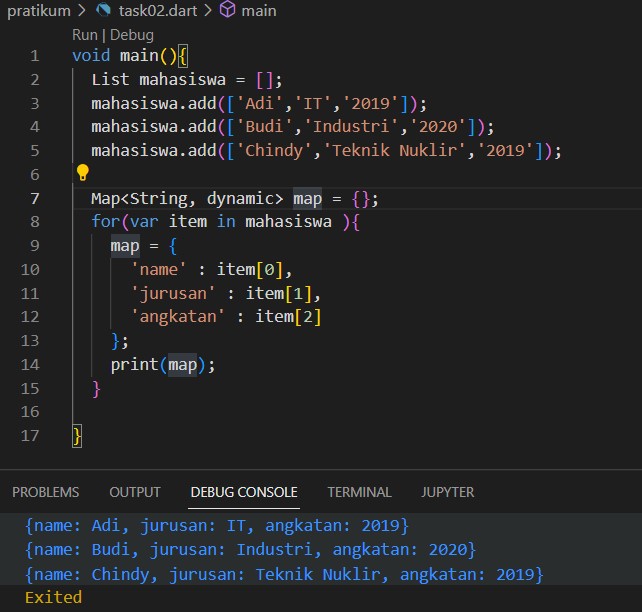 pratikum > task02.dart > main
Run | Debug
1 void main(){
2 List mahasiswa = [];
3 mahasiswa.add(['Adi','IT','2019']);
4 mahasiswa.add(['Budi','Industri','2020']);
5 mahasiswa.add(['Chindy','Teknik Nuklir','2019']);
6
7 Map<String, dynamic> map = {};
8 for(var item in mahasiswa ){
9 map = {
10 'name' : item[0],
11 'jurusan' : item[1],
12 'angkatan' : item[2]
13 };
14 print(map);
15 }
16
17 }
PROBLEMS OUTPUT DEBUG CONSOLE TERMINAL JUPYTER
{name: Adi, jurusan: IT, angkatan: 2019}
{name: Budi, jurusan: Industri, angkatan: 2020}
{name: Chindy, jurusan: Teknik Nuklir, angkatan: 2019}
Exited